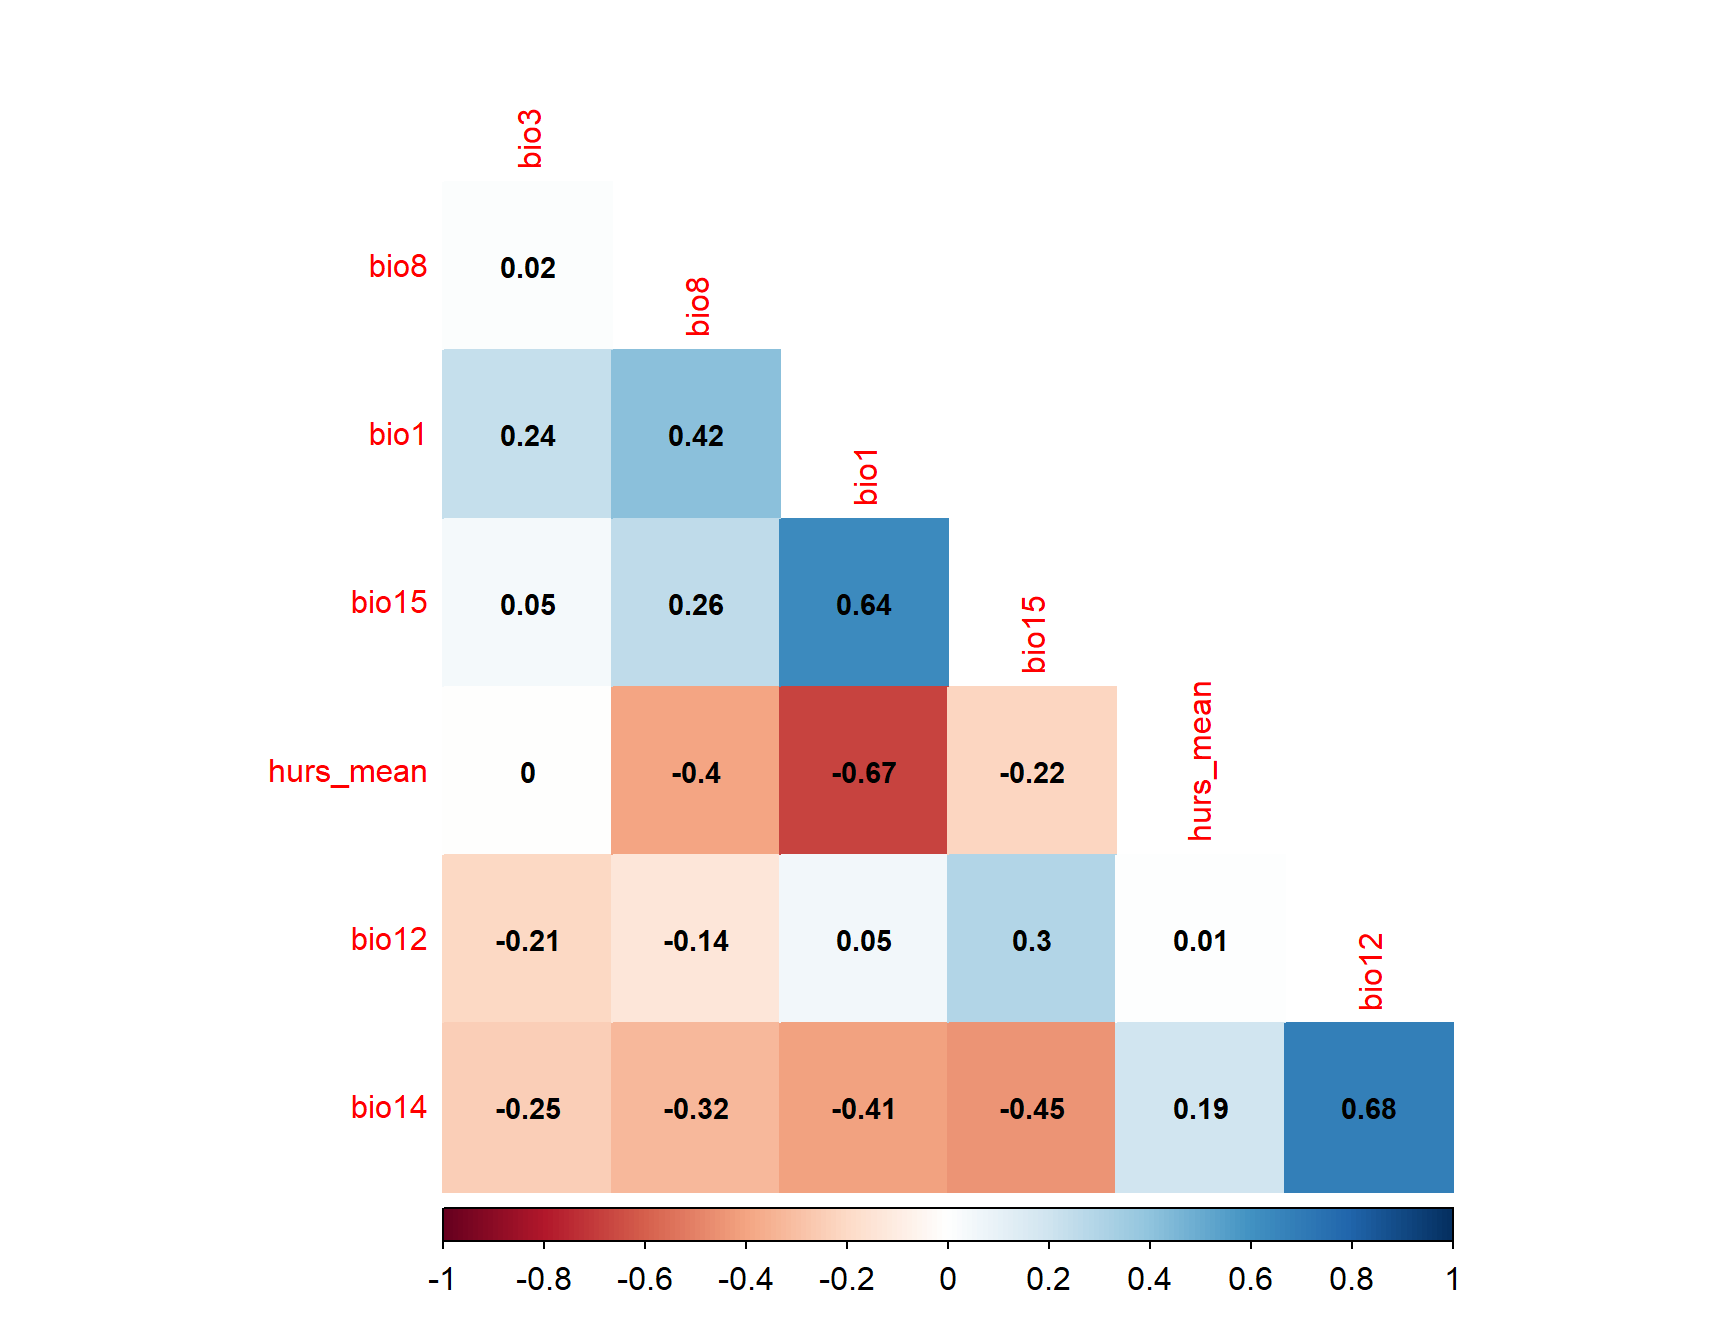 bio3
bio8 0.02
bio8
bio1 0.24 0.42
bio1
bio15 0.05 0.26 0.64
bio15
hurs_mean 0 -0.4 -0.67 -0.22
hurs_mean
bio12 -0.21 -0.14 0.05 0.3 0.01
bio12
bio14 -0.25 -0.32 -0.41 -0.45 0.19 0.68
-1 -0.8 -0.6 -0.4 -0.2 0 0.2 0.4 0.6 0.8 1